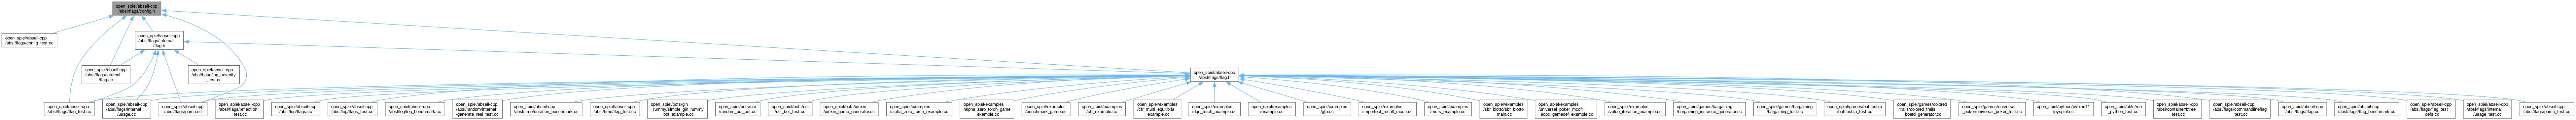 open_spiel/abseil-cpp
/absl/flags/config.h
open_spiel/abseil-cpp
/absl/flags/config_test.cc
open_spiel/abseil-cpp
/absl/flags/internal
/flag.h
open_spiel/abseil-cpp
/absl/flags/internal
/flag.cc
open_spiel/abseil-cpp
/absl/base/log_severity
_test.cc
open_spiel/abseil-cpp
/absl/flags/flag.h
open_spiel/abseil-cpp
/absl/flags/flag_test.cc
open_spiel/abseil-cpp
/absl/flags/internal
/usage.cc
open_spiel/abseil-cpp
/absl/flags/parse.cc
open_spiel/abseil-cpp
/absl/flags/reflection
_test.cc
open_spiel/abseil-cpp
/absl/log/flags.cc
open_spiel/abseil-cpp
/absl/log/flags_test.cc
open_spiel/abseil-cpp
/absl/log/log_benchmark.cc
open_spiel/abseil-cpp
/absl/random/internal
/generate_real_test.cc
open_spiel/abseil-cpp
/absl/time/duration_benchmark.cc
open_spiel/abseil-cpp
/absl/time/flag_test.cc
open_spiel/bots/gin
_rummy/simple_gin_rummy
_bot_example.cc
open_spiel/bots/uci
/random_uci_bot.cc
open_spiel/bots/uci
/uci_bot_test.cc
open_spiel/bots/xinxin
/xinxin_game_generator.cc
open_spiel/examples
/alpha_zero_torch_example.cc
open_spiel/examples
/alpha_zero_torch_game
_example.cc
open_spiel/examples
/benchmark_game.cc
open_spiel/examples
/cfr_example.cc
open_spiel/examples
/cfr_multi_equilibria
_example.cc
open_spiel/examples
/dqn_torch_example.cc
open_spiel/examples
/example.cc
open_spiel/examples
/gtp.cc
open_spiel/examples
/imperfect_recall_mccfr.cc
open_spiel/examples
/mcts_example.cc
open_spiel/examples
/sbr_blotto/sbr_blotto
_main.cc
open_spiel/examples
/universal_poker_mccfr
_acpc_gamedef_example.cc
open_spiel/examples
/value_iteration_example.cc
open_spiel/games/bargaining
/bargaining_instance_generator.cc
open_spiel/games/bargaining
/bargaining_test.cc
open_spiel/games/battleship
/battleship_test.cc
open_spiel/games/colored
_trails/colored_trails
_board_generator.cc
open_spiel/games/universal
_poker/universal_poker_test.cc
open_spiel/python/pybind11
/pyspiel.cc
open_spiel/utils/run
_python_test.cc
open_spiel/abseil-cpp
/absl/container/btree
_test.cc
open_spiel/abseil-cpp
/absl/flags/commandlineflag
_test.cc
open_spiel/abseil-cpp
/absl/flags/flag.cc
open_spiel/abseil-cpp
/absl/flags/flag_benchmark.cc
open_spiel/abseil-cpp
/absl/flags/flag_test
_defs.cc
open_spiel/abseil-cpp
/absl/flags/internal
/usage_test.cc
open_spiel/abseil-cpp
/absl/flags/parse_test.cc